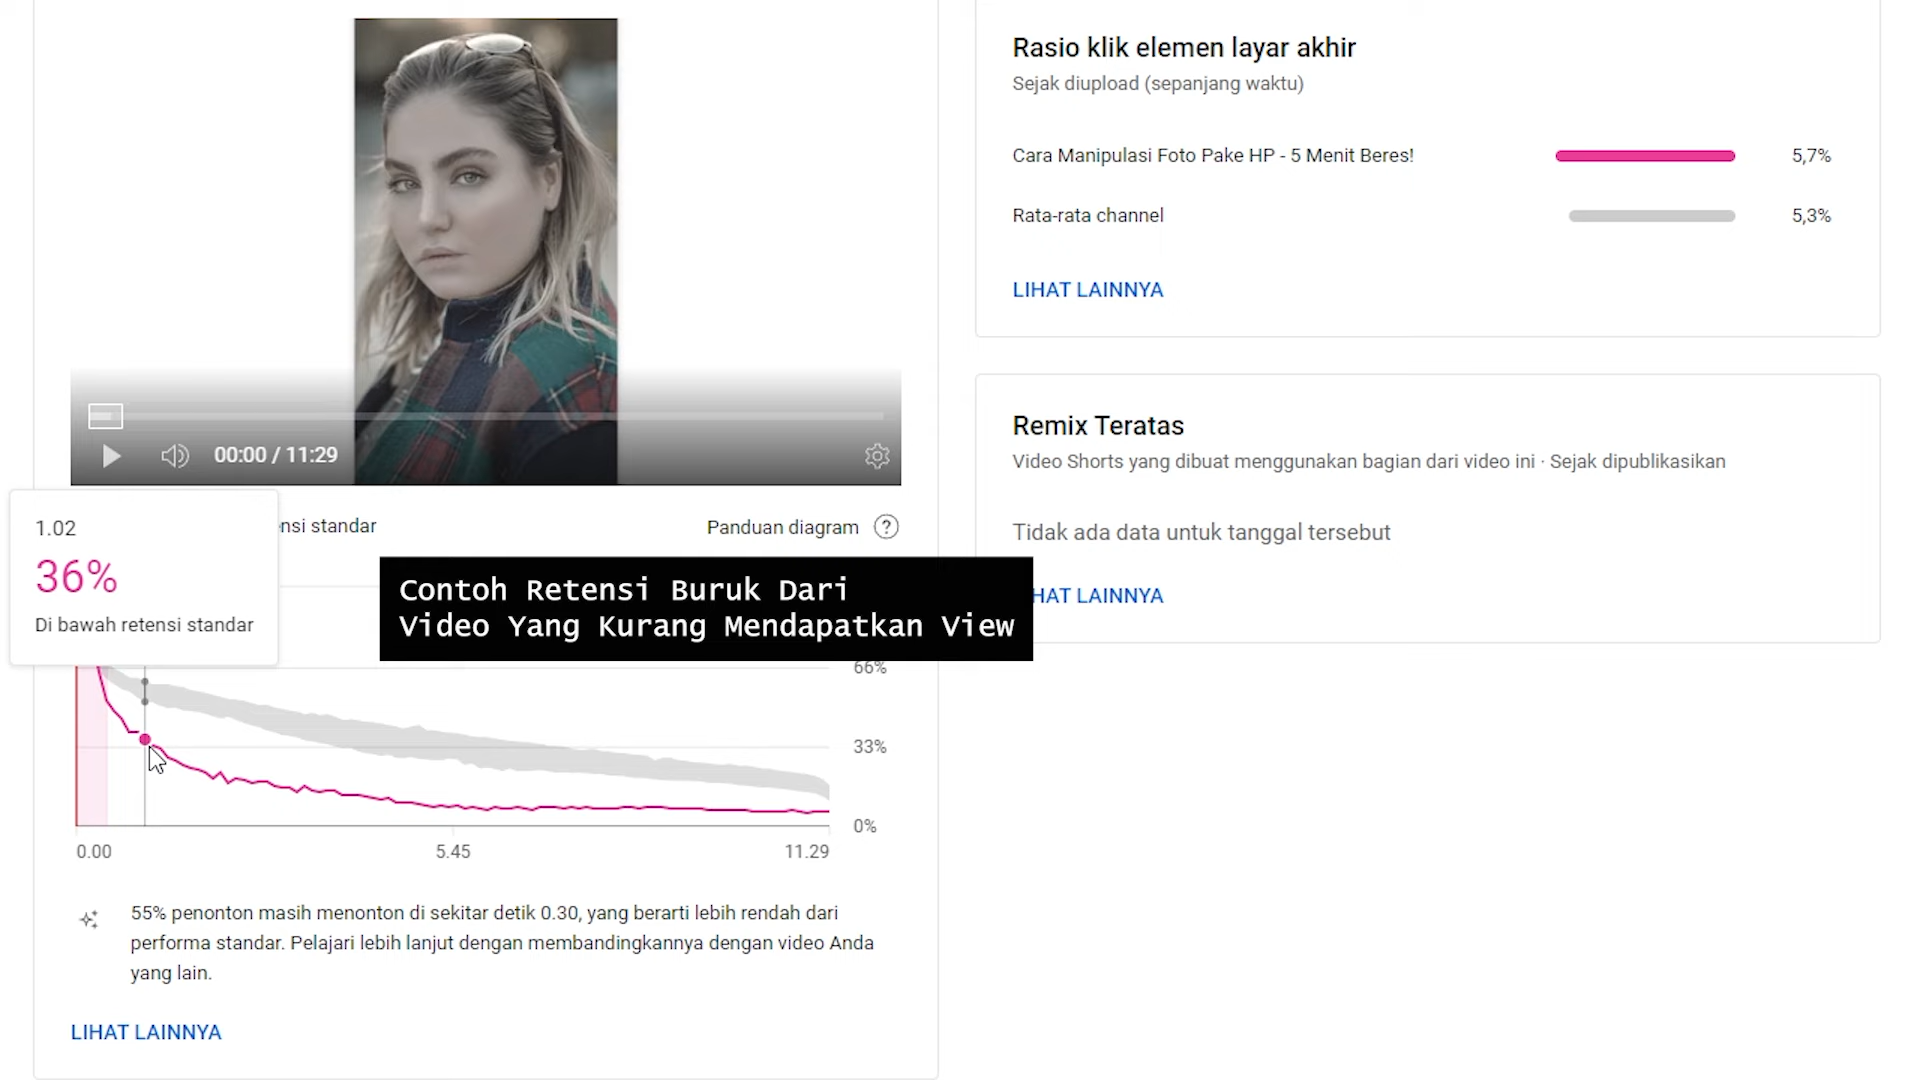 00:00 / 11:29
1.02
36%
Di bawah retensi standar
nsi standar
Panduan diagram ?
Contoh Retensi Buruk Dari
Video Yang Kurang Mendapatkan View
66%
33%
0%
0.00
5.45
11.29
55% penonton masih menonton di sekitar detik 0.30, yang berarti lebih rendah dari
performa standar. Pelajari lebih lanjut dengan membandingkannya dengan video Anda
yang lain.
LIHAT LAINNYA
Rasio klik elemen layar akhir
Sejak diupload (sepanjang waktu)
Cara Manipulasi Foto Pake HP - 5 Menit Beres! 5,7%
Rata-rata channel 5,3%
LIHAT LAINNYA
Remix Teratas
Video Shorts yang dibuat menggunakan bagian dari video ini · Sejak dipublikasikan
Tidak ada data untuk tanggal tersebut
HAT LAINNYA